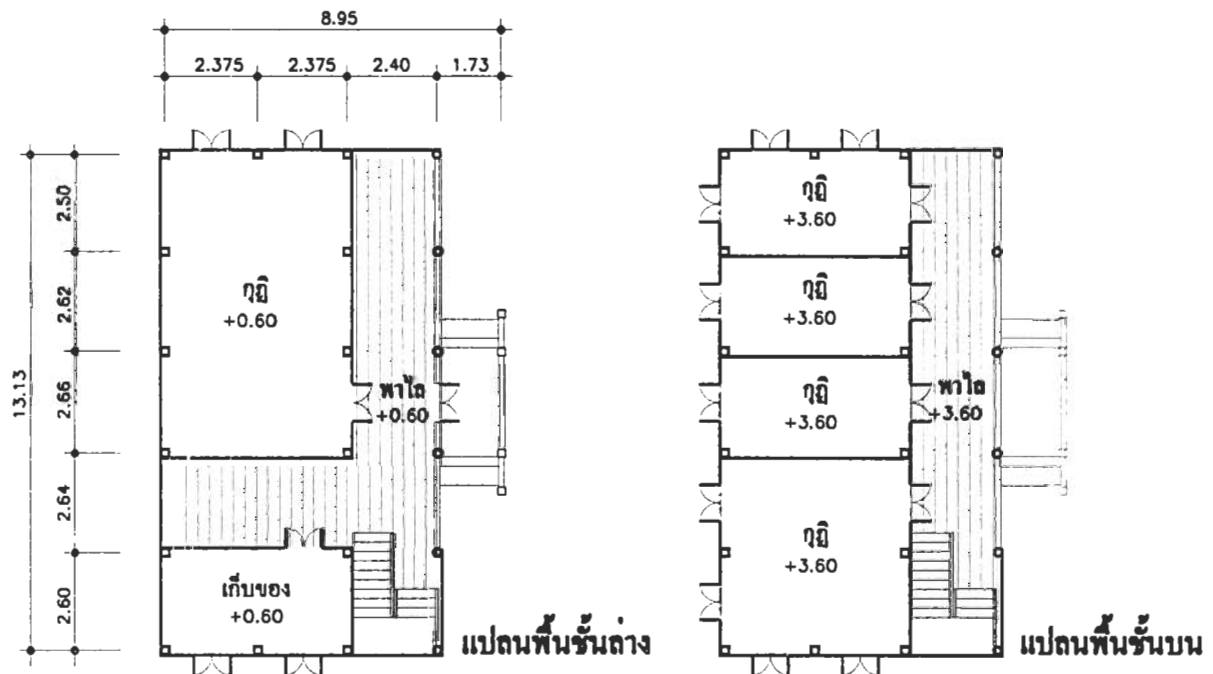 8.95
2.375 2.375 2.40 1.73
13.13
2.50
2.62
2.66
2.64
2.60
กุฏิ
+0.60
พาไล
+0.60
เก็บของ
+0.60
แปลนพื้นชั้นล่าง
กุฏิ
+3.60
กุฏิ
+3.60
กุฏิ
+3.60
พาไล
+3.60
กุฏิ
+3.60
แปลนพื้นชั้นบน